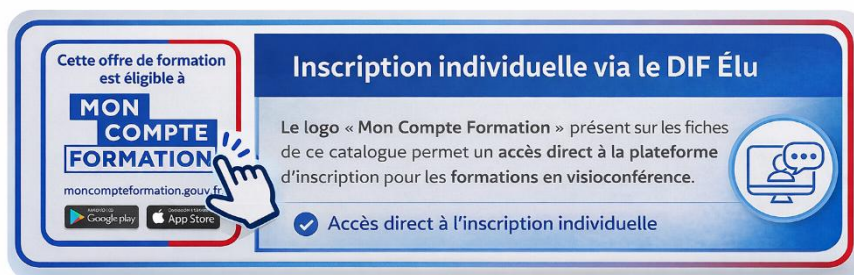 Cette offre de formation
est éligible à
MON
COMPTE
FORMATION
moncompteformation.gouv.fr
Google play
App Store
Inscription individuelle via le DIF Élu
Le logo « Mon Compte Formation » présent sur les fiches
de ce catalogue permet un accès direct à la plateforme
d'inscription pour les formations en visioconférence.
Accès direct à l'inscription individuelle